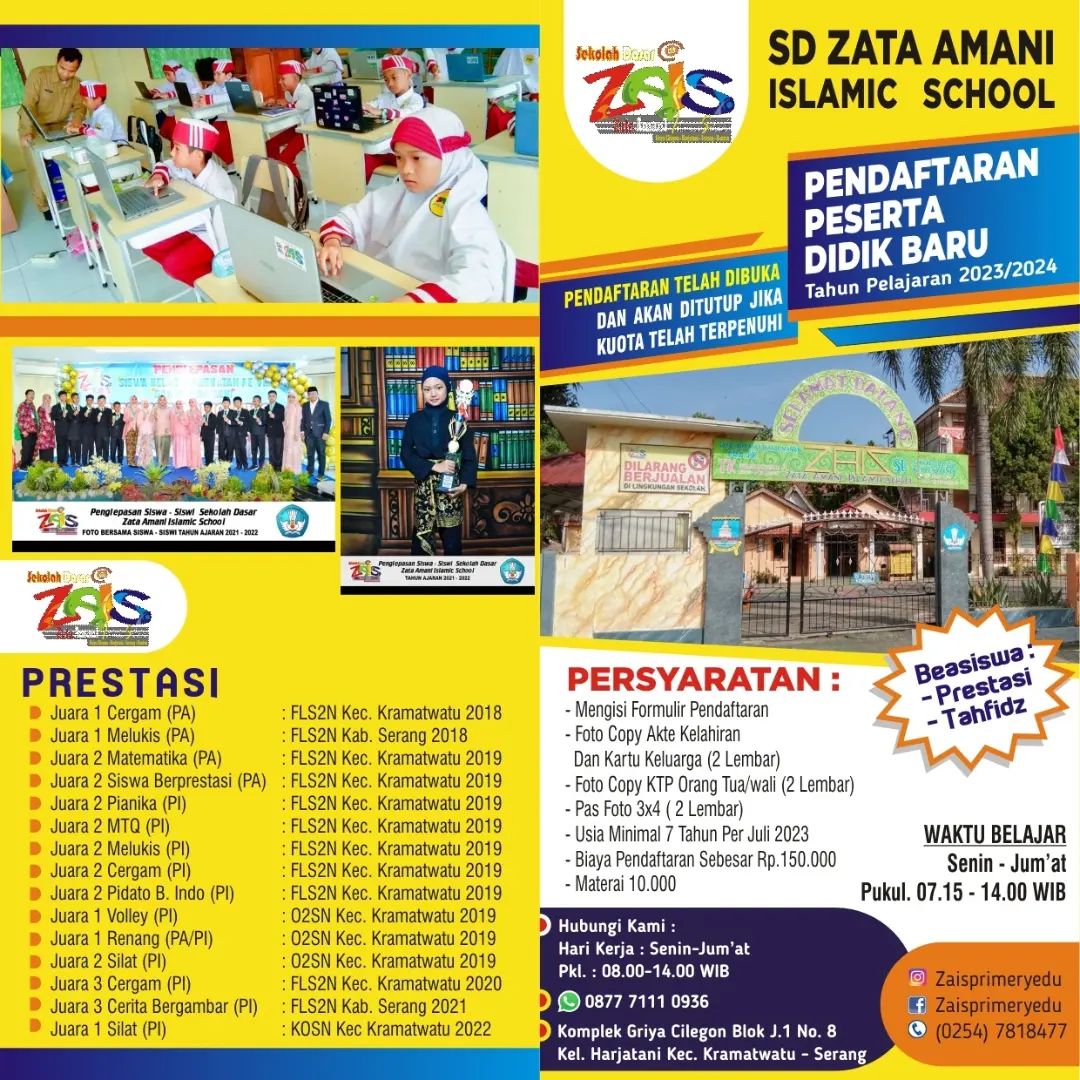 PENGLEPASAN
Penglepasan Siswa - Siswi Sekolah Dasar
Zata Amani Islamic School
FOTO BERSAMA SISWA - SISWI TAHUN AJARAN 2021 - 2022
Penglepasan Siswa - Siswi Sekolah Dasar
Zata Amani Islamic School
TAHUN AJARAN 2021 - 2022
Sekolah Dasar
ZAIS
PRESTASI
Juara 1 Cergam (PA) : FLS2N Kec. Kramatwatu 2018
Juara 1 Melukis (PA) : FLS2N Kab. Serang 2018
Juara 2 Matematika (PA) : FLS2N Kec. Kramatwatu 2019
Juara 2 Siswa Berprestasi (PA) : FLS2N Kec. Kramatwatu 2019
Juara 2 Pianika (PI) : FLS2N Kec. Kramatwatu 2019
Juara 2 MTQ (PI) : FLS2N Kec. Kramatwatu 2019
Juara 2 Melukis (PI) : FLS2N Kec. Kramatwatu 2019
Juara 2 Cergam (PI) : FLS2N Kec. Kramatwatu 2019
Juara 2 Pidato B. Indo (PI) : FLS2N Kec. Kramatwatu 2019
Juara 1 Volley (PI) : O2SN Kec. Kramatwatu 2019
Juara 1 Renang (PA/PI) : O2SN Kec. Kramatwatu 2019
Juara 2 Silat (PI) : O2SN Kec. Kramatwatu 2019
Juara 3 Cergam (PI) : FLS2N Kec. Kramatwatu 2020
Juara 3 Cerita Bergambar (PI) : FLS2N Kab. Serang 2021
Juara 1 Silat (PI) : KOSN Kec Kramatwatu 2022
Sekolah Dasar
ZAIS
SD ZATA AMANI
ISLAMIC SCHOOL
PENDAFTARAN
PESERTA
DIDIK BARU
Tahun Pelajaran 2023/2024
PENDAFTARAN TELAH DIBUKA
DAN AKAN DITUTUP JIKA
KUOTA TELAH TERPENUHI
SELAMAT DATANG
DILARANG
BERJUALAN
DI LINGKUNGAN SEKOLAH
TK ZAIS
ZATA AMANI ISLAMIC SCHOOL
Beasiswa :
- Prestasi
- Tahfidz
PERSYARATAN :
- Mengisi Formulir Pendaftaran
- Foto Copy Akte Kelahiran
Dan Kartu Keluarga (2 Lembar)
- Foto Copy KTP Orang Tua/wali (2 Lembar)
- Pas Foto 3x4 ( 2 Lembar)
- Usia Minimal 7 Tahun Per Juli 2023
- Biaya Pendaftaran Sebesar Rp.150.000
- Materai 10.000
WAKTU BELAJAR
Senin - Jum'at
Pukul. 07.15 - 14.00 WIB
Hubungi Kami :
Hari Kerja : Senin-Jum'at
Pkl. : 08.00-14.00 WIB
0877 7111 0936
Komplek Griya Cilegon Blok J.1 No. 8
Kel. Harjatani Kec. Kramatwatu - Serang
Zaisprimeryedu
Zaisprimeryedu
(0254) 7818477